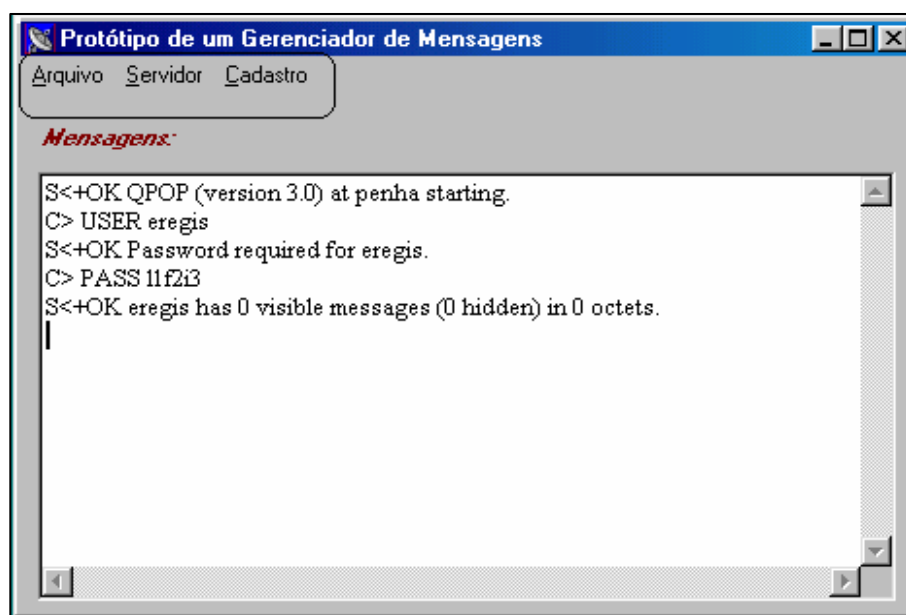 Protótipo de um Gerenciador de Mensagens
Arquivo Servidor Cadastro
Mensagens:
S<+OK QPOP (version 3.0) at penha starting.
C> USER eregis
S<+OK Password required for eregis.
C> PASS l1f2i3
S<+OK eregis has 0 visible messages (0 hidden) in 0 octets.